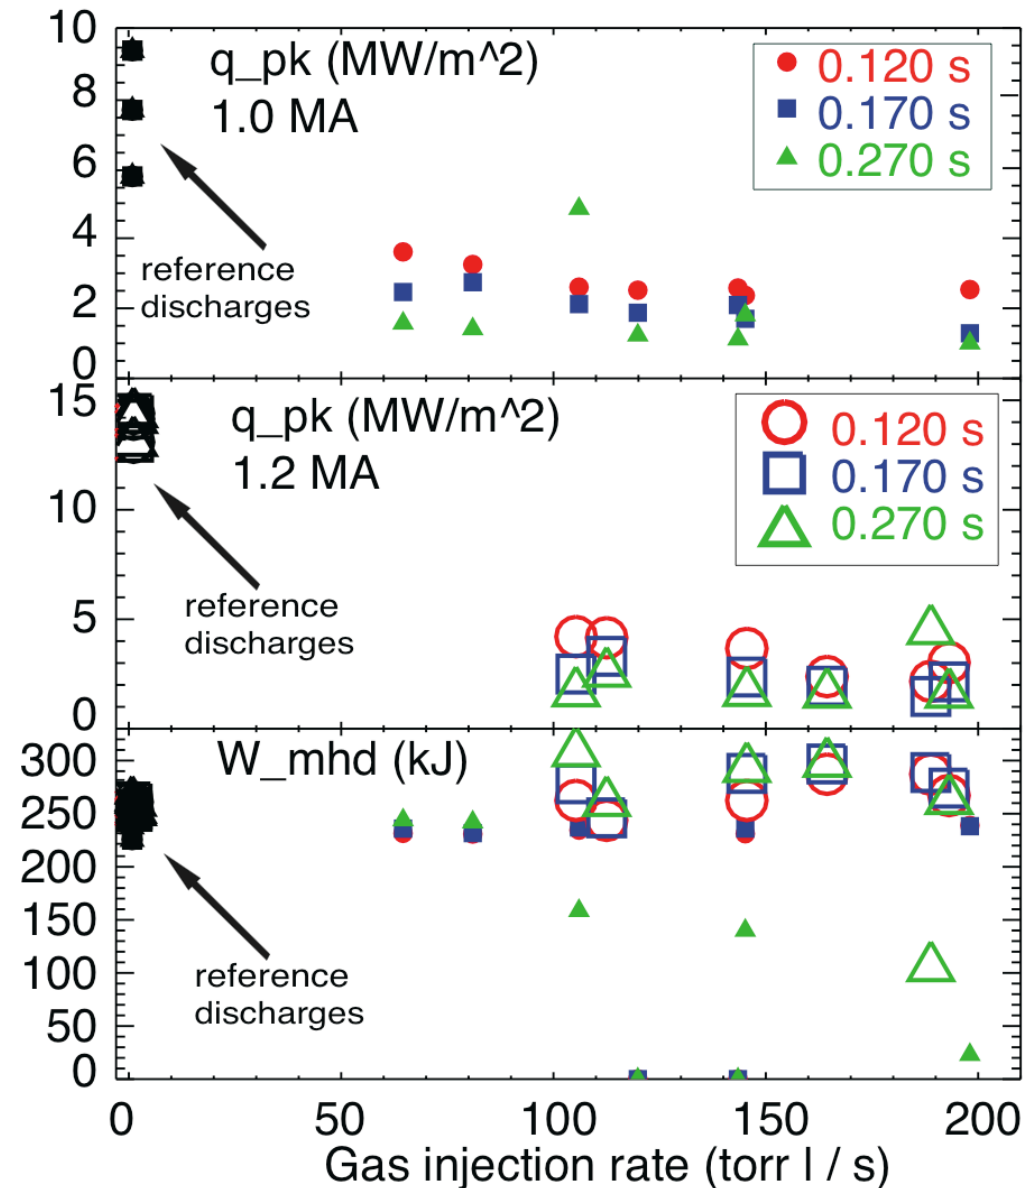 10
8
6
4
2
0
q_pk (MW/m^2)
1.0 MA
0.120 s
0.170 s
0.270 s
reference
discharges
15
10
5
0
q_pk (MW/m^2)
1.2 MA
0.120 s
0.170 s
0.270 s
reference
discharges
300
250
200
150
100
50
0
W_mhd (kJ)
reference
discharges
0 50 100 150 200
Gas injection rate (torr l / s)